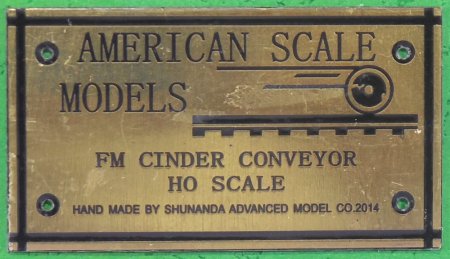 AMERICAN SCALE
MODELS
FM CINDER CONVEYOR
HO SCALE
HAND MADE BY SHUNANDA ADVANCED MODEL CO.2014